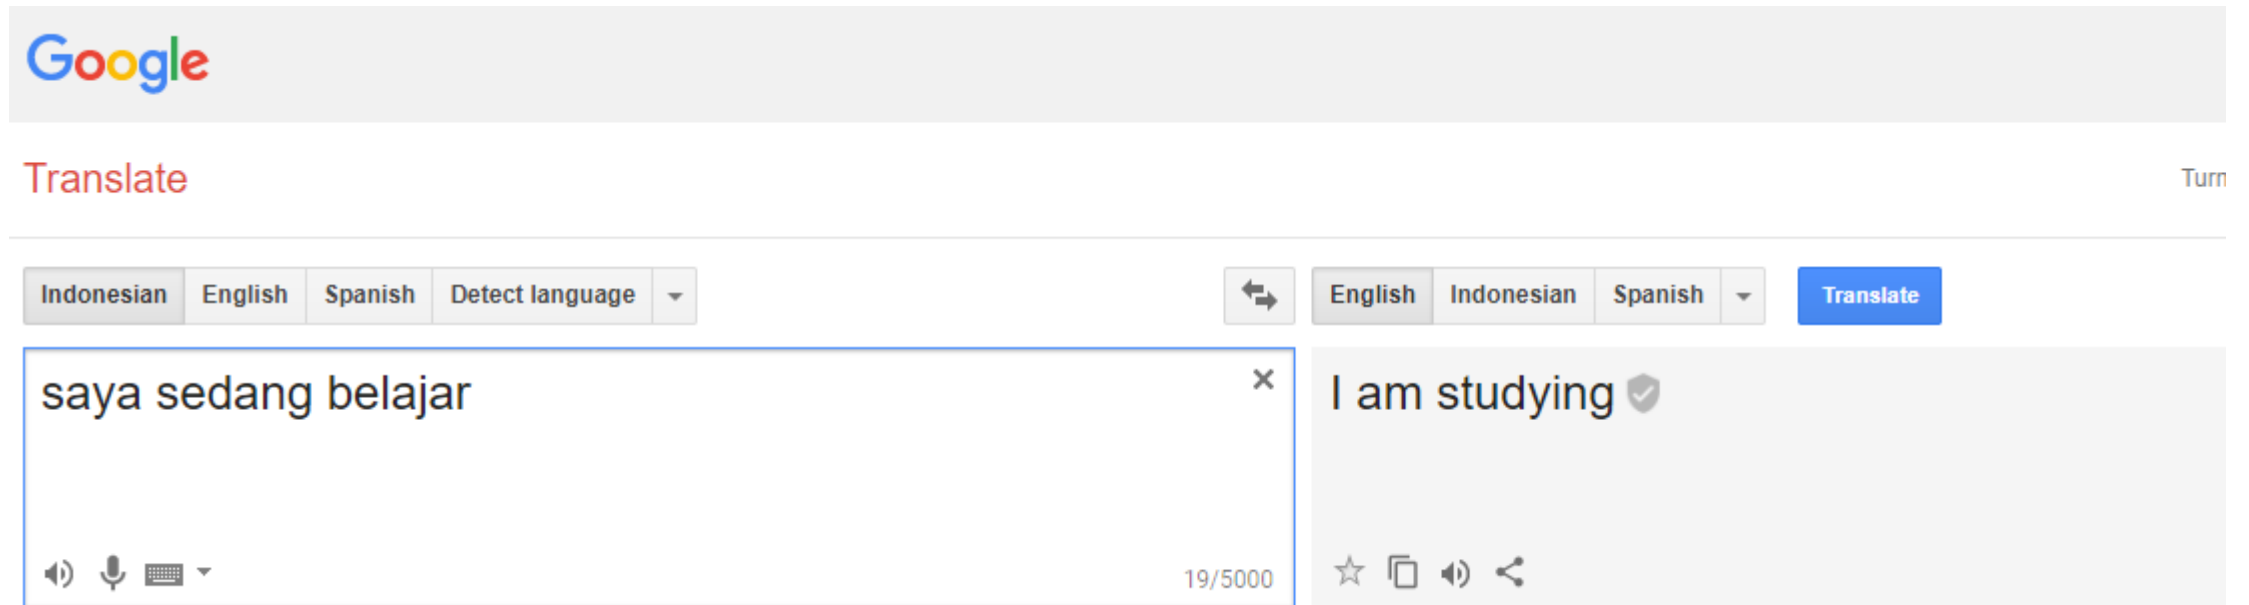 Google
Translate
Turn
Indonesian English Spanish Detect language English Indonesian Spanish Translate
saya sedang belajar
I am studying
19/5000